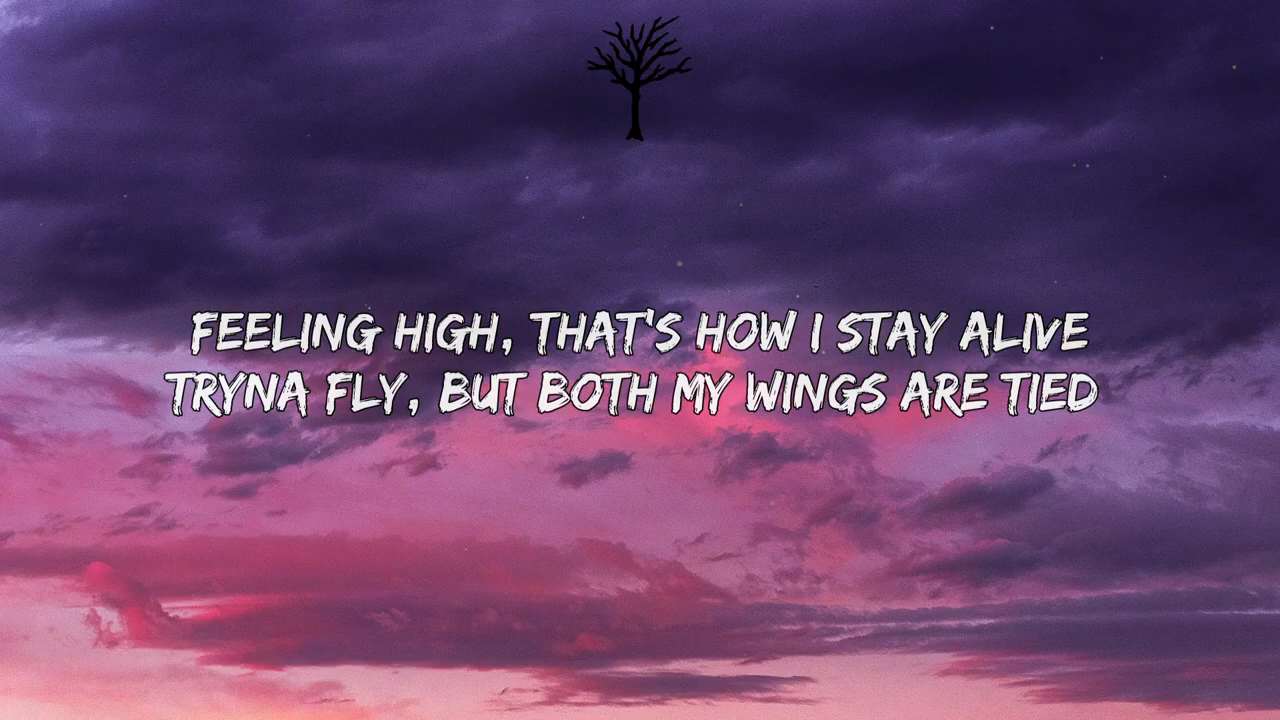 FEELING HIGH, THAT'S HOW I STAY ALIVE
TRYNA FLY, BUT BOTH MY WINGS ARE TIED